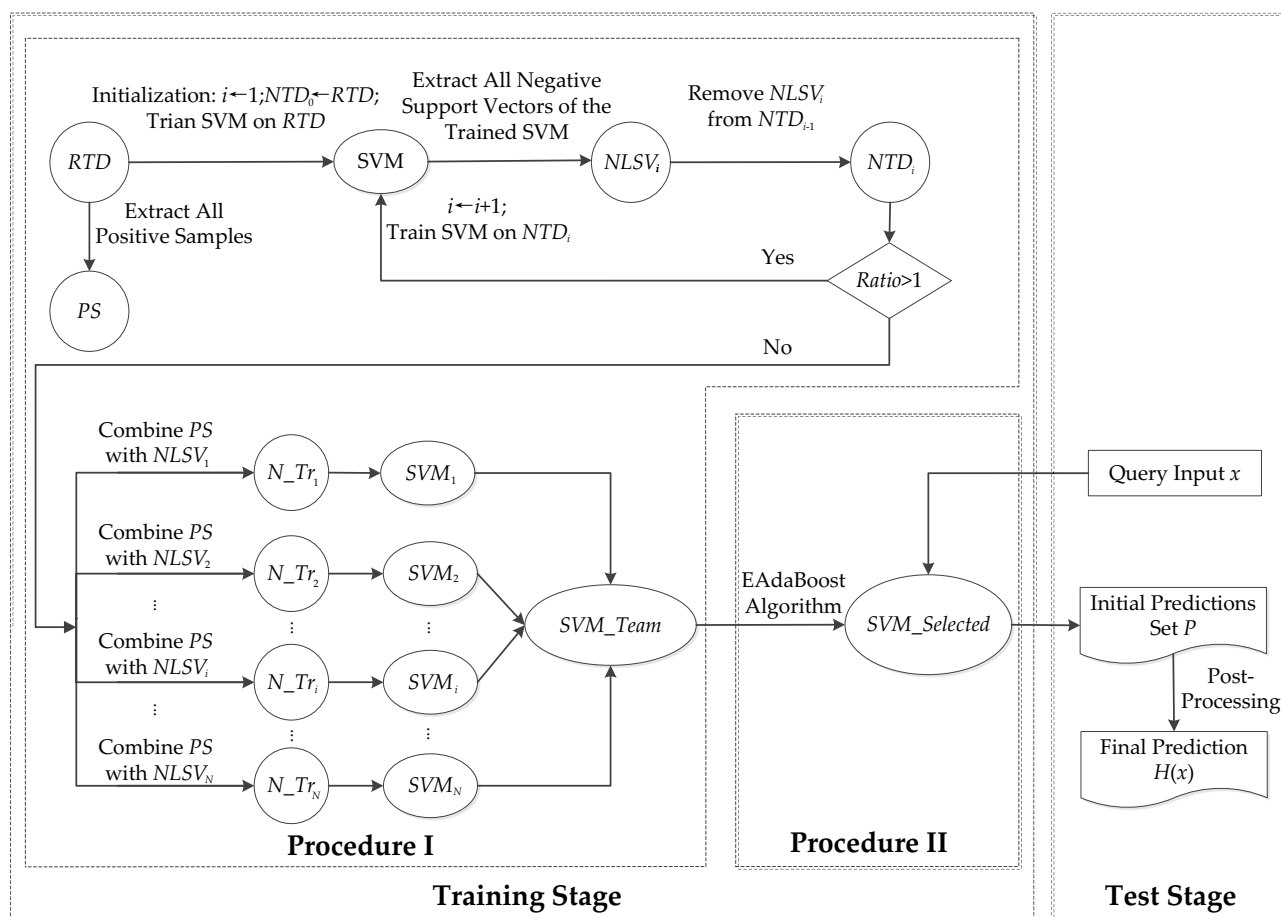 Initialization: i←1;NTD₀←RTD;
Trian SVM on RTD
Extract All Negative
Support Vectors of the
Trained SVM
Remove NLSVᵢ
from NTDᵢ₋₁
RTD
SVM
NLSVᵢ
NTDᵢ
Extract All
Positive Samples
i←i+1;
Train SVM on NTDᵢ
Yes
Ratio>1
PS
No
Combine PS
with NLSV₁
N_Tr₁
SVM₁
Query Input x
Combine PS
with NLSV₂
N_Tr₂
SVM₂
...
...
...
EAdaBoost
Algorithm
SVM_Team
SVM_Selected
Initial Predictions
Set P
Combine PS
with NLSVᵢ
N_Trᵢ
SVMᵢ
...
...
...
Post-
Processing
Combine PS
with NLSV_N
N_Tr_N
SVM_N
Final Prediction
H(x)
Procedure I
Procedure II
Training Stage
Test Stage